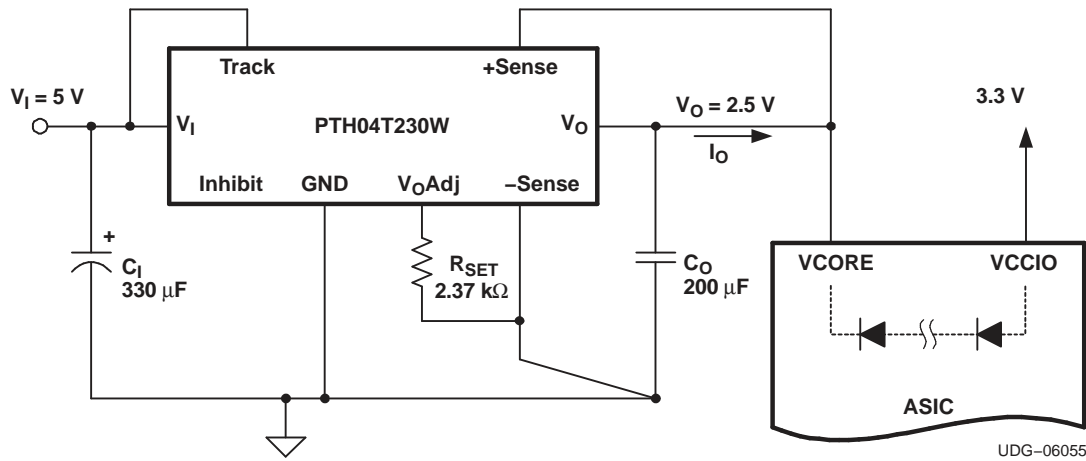 Track
+Sense
V_I = 5 V
V_I
PTH04T230W
V_O
V_O = 2.5 V
I_O
3.3 V
Inhibit
GND
V_OAdj
−Sense
+
C_I
330 μF
R_SET
2.37 kΩ
C_O
200 μF
VCORE
VCCIO
ASIC
UDG−06055